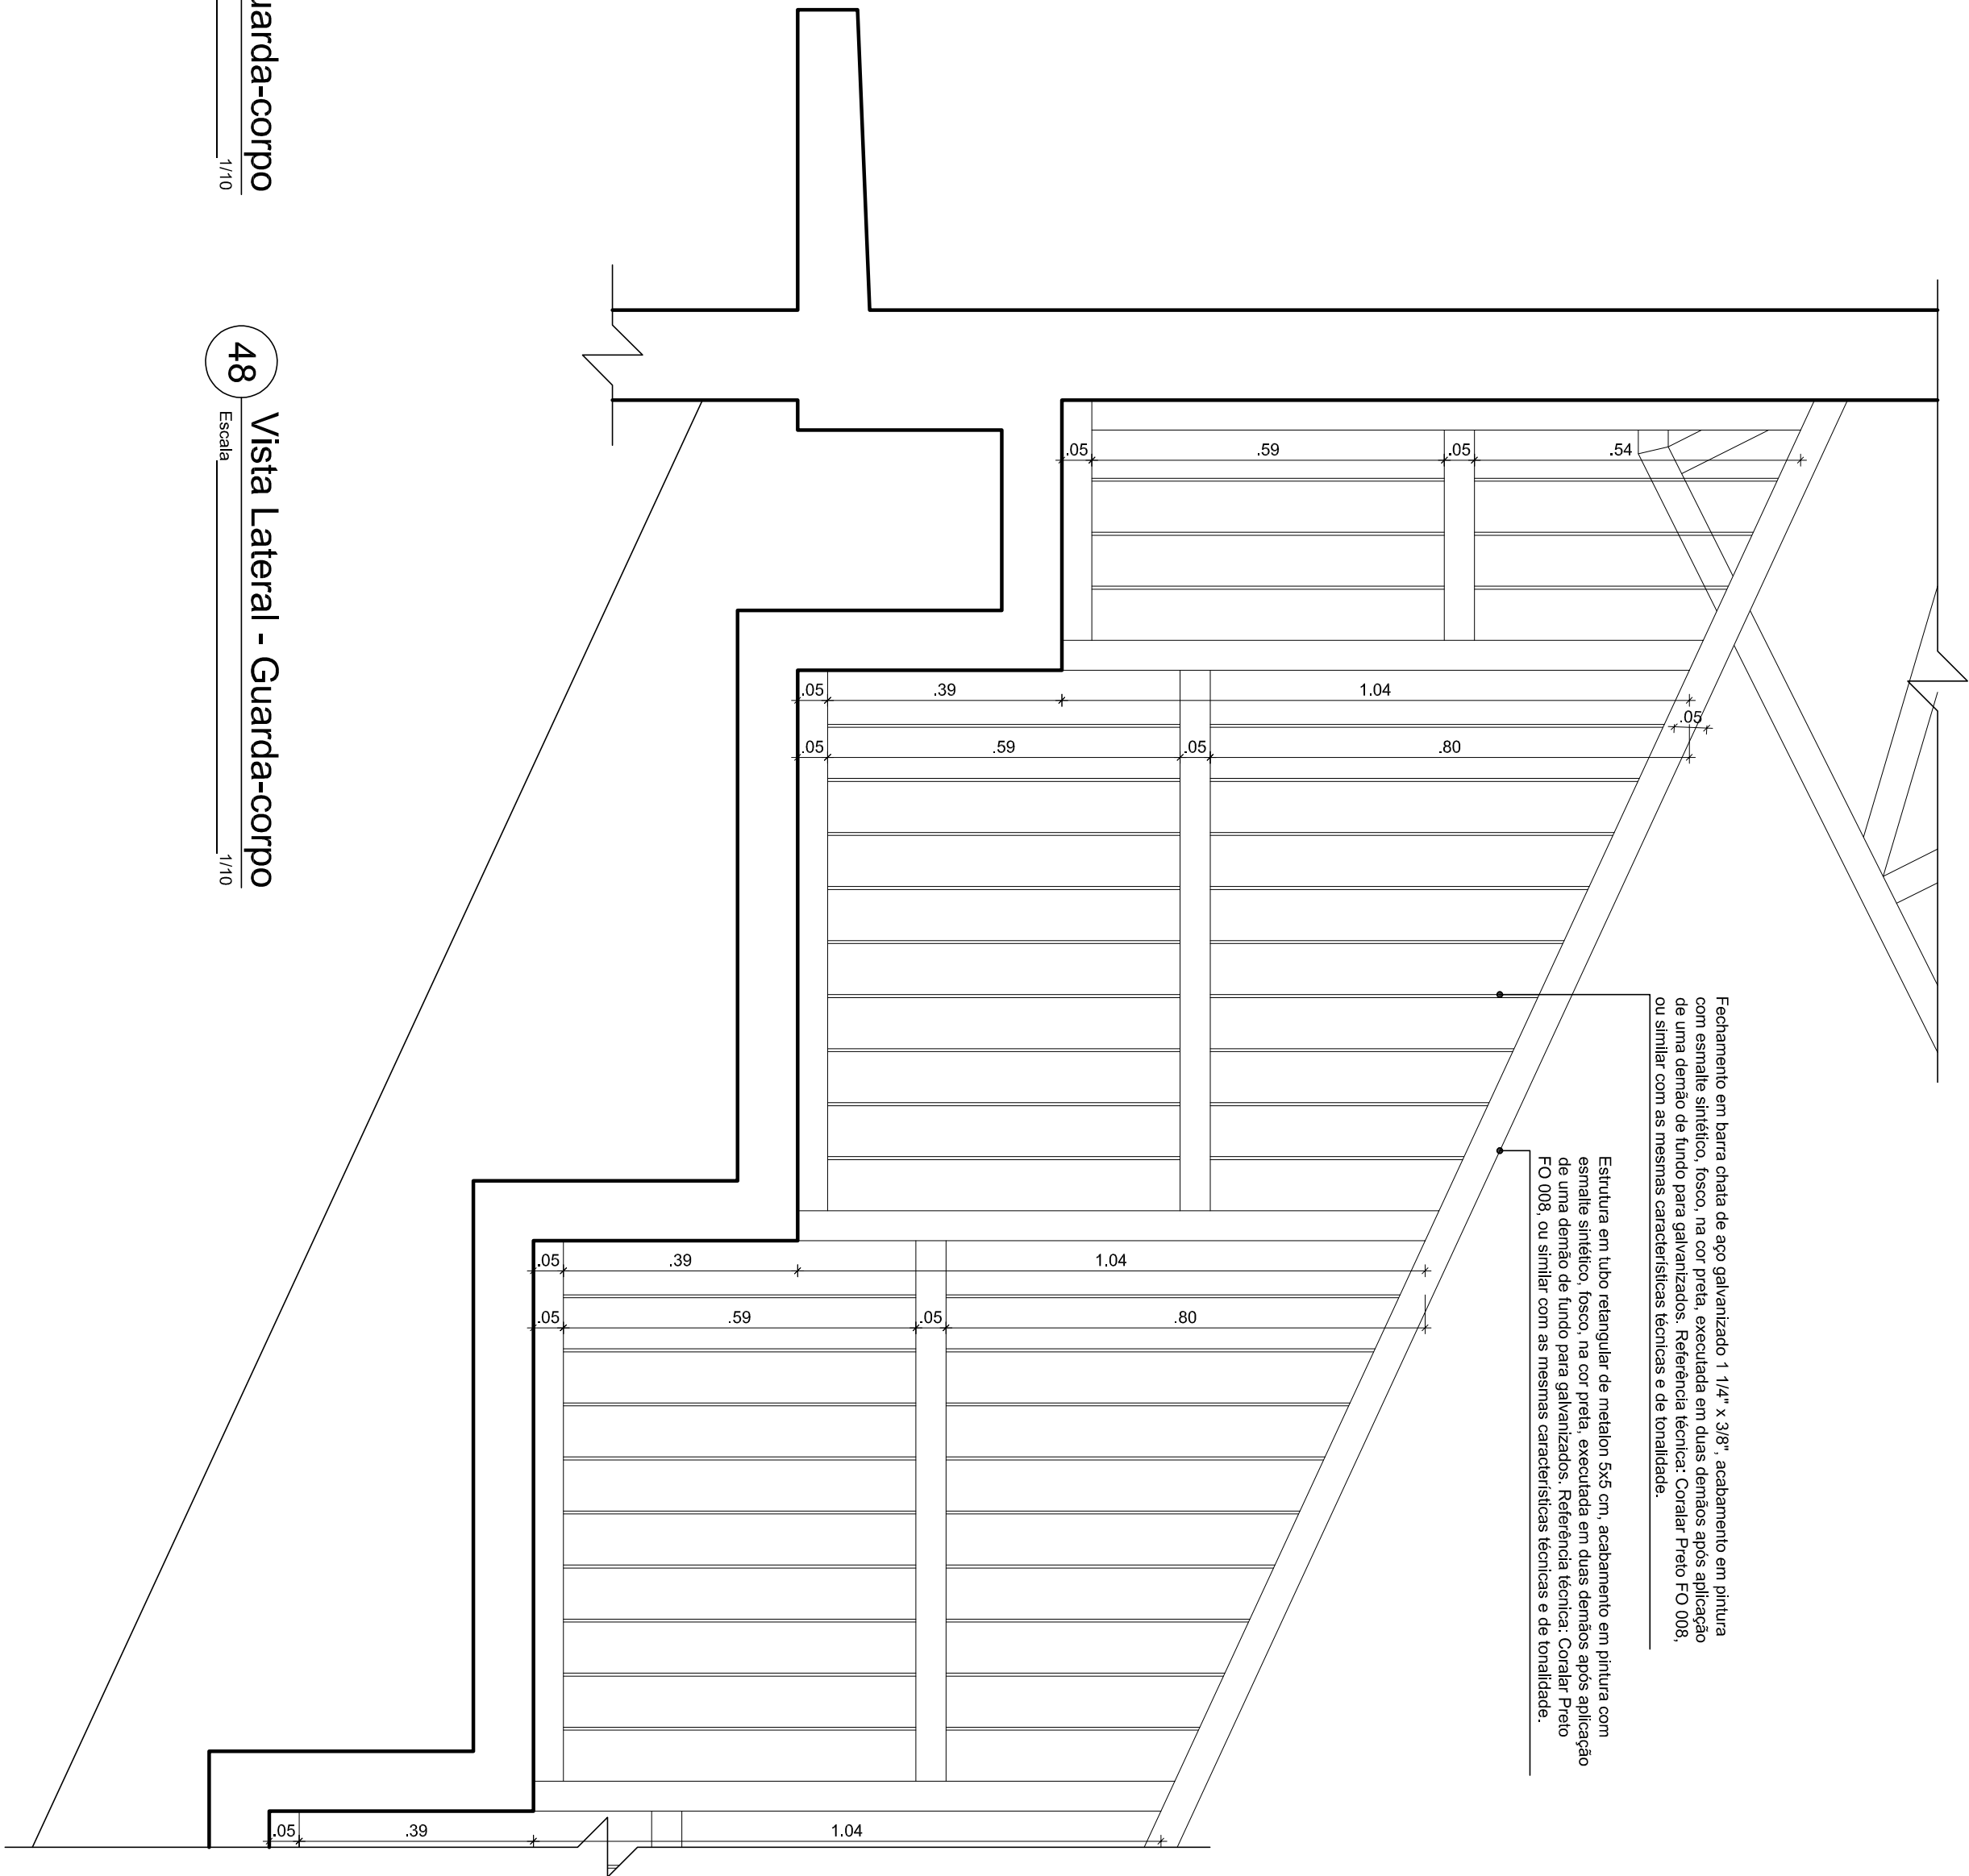 uarda-corpo
1/10
48
Vista Lateral - Guarda-corpo
Escala
1/10
Fechamento em barra chata de aço galvanizado 1 1/4" x 3/8", acabamento em pintura
com esmalte sintético, fosco, na cor preta, executada em duas demãos após aplicação
de uma demão de fundo para galvanizados. Referência técnica: Coralar Preto FO 008,
ou similar com as mesmas características técnicas e de tonalidade.
Estrutura em tubo retangular de metalon 5x5 cm, acabamento em pintura com
esmalte sintético, fosco, na cor preta, executada em duas demãos após aplicação
de uma demão de fundo para galvanizados. Referência técnica: Coralar Preto
FO 008, ou similar com as mesmas características técnicas e de tonalidade.
.05 .59 .05 .54
.05 .39 1.04
.05
.05 .59 .05 .80
.05 .39 1.04
.05 .59 .05 .80
.05 .39 1.04